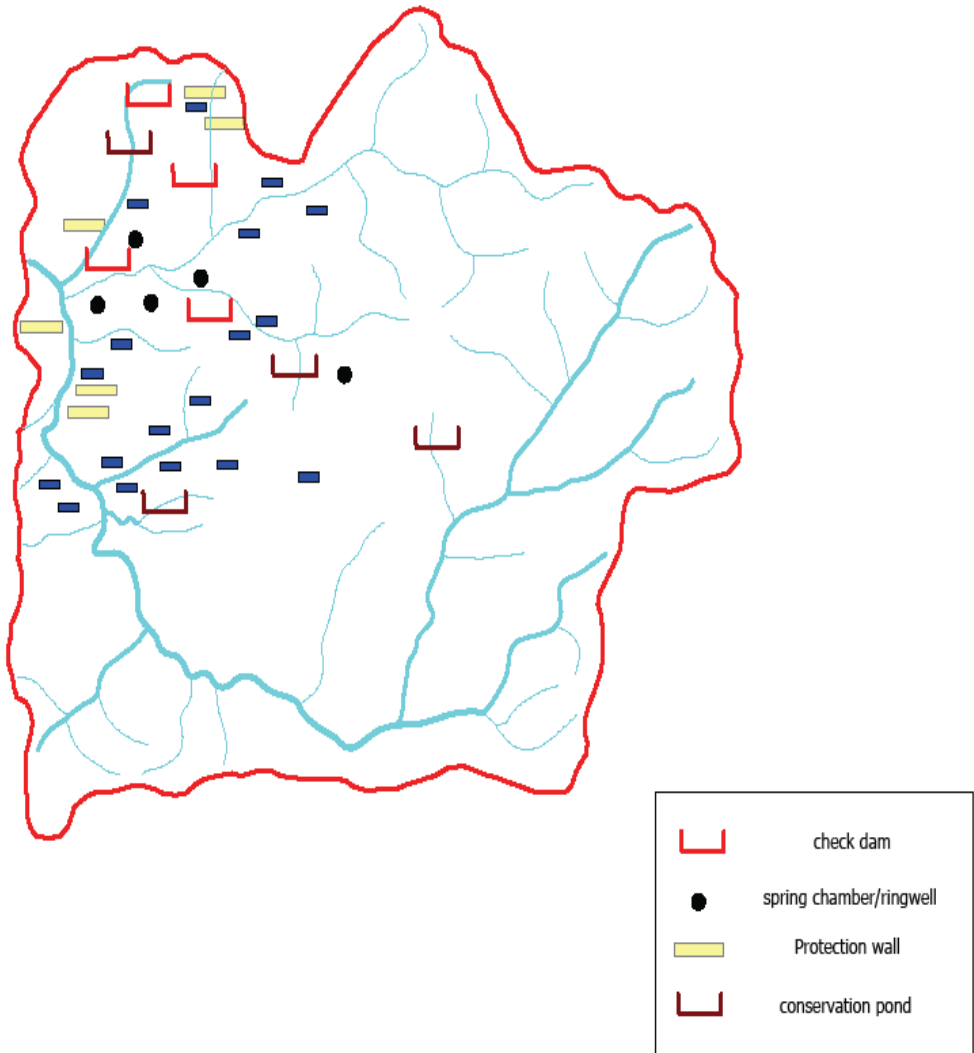 check dam
spring chamber/ringwell
Protection wall
conservation pond